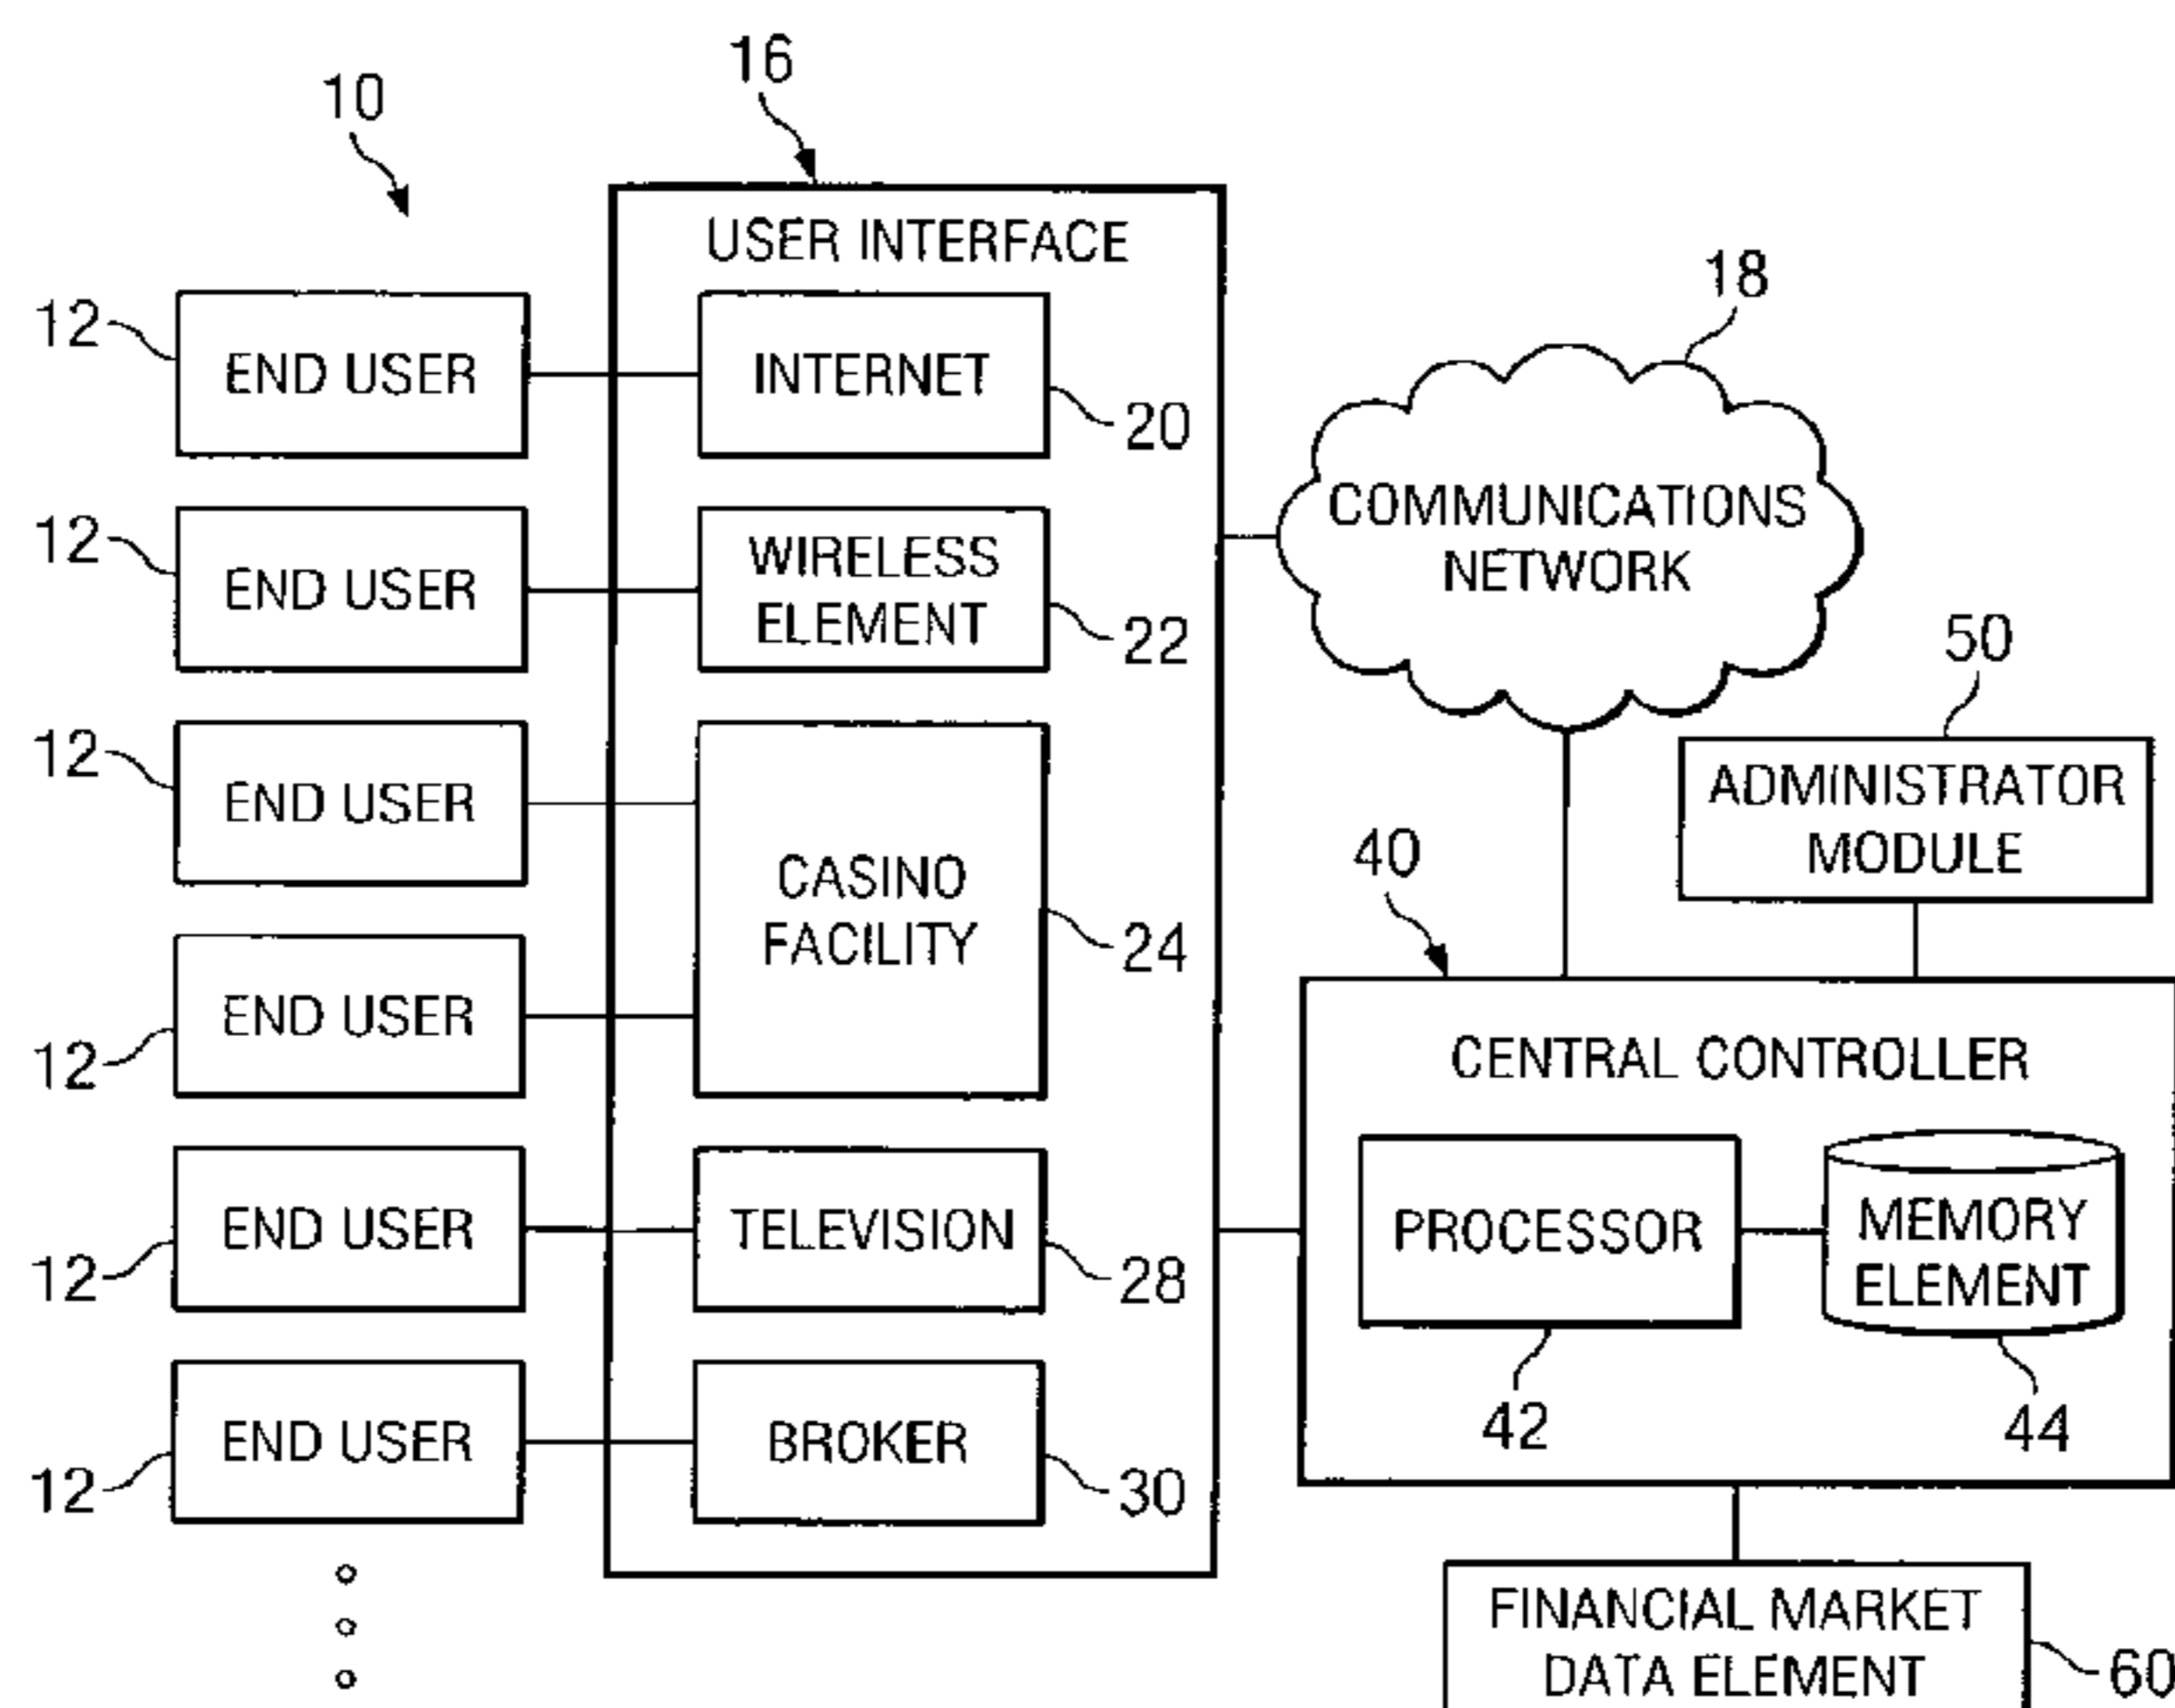 10
16
USER INTERFACE
18
12
END USER
INTERNET
20
COMMUNICATIONS
NETWORK
12
END USER
WIRELESS
ELEMENT
22
50
ADMINISTRATOR
MODULE
12
END USER
CASINO
FACILITY
24
40
12
END USER
CENTRAL CONTROLLER
PROCESSOR
42
MEMORY
ELEMENT
44
12
END USER
TELEVISION
28
12
END USER
BROKER
30
FINANCIAL MARKET
DATA ELEMENT
60